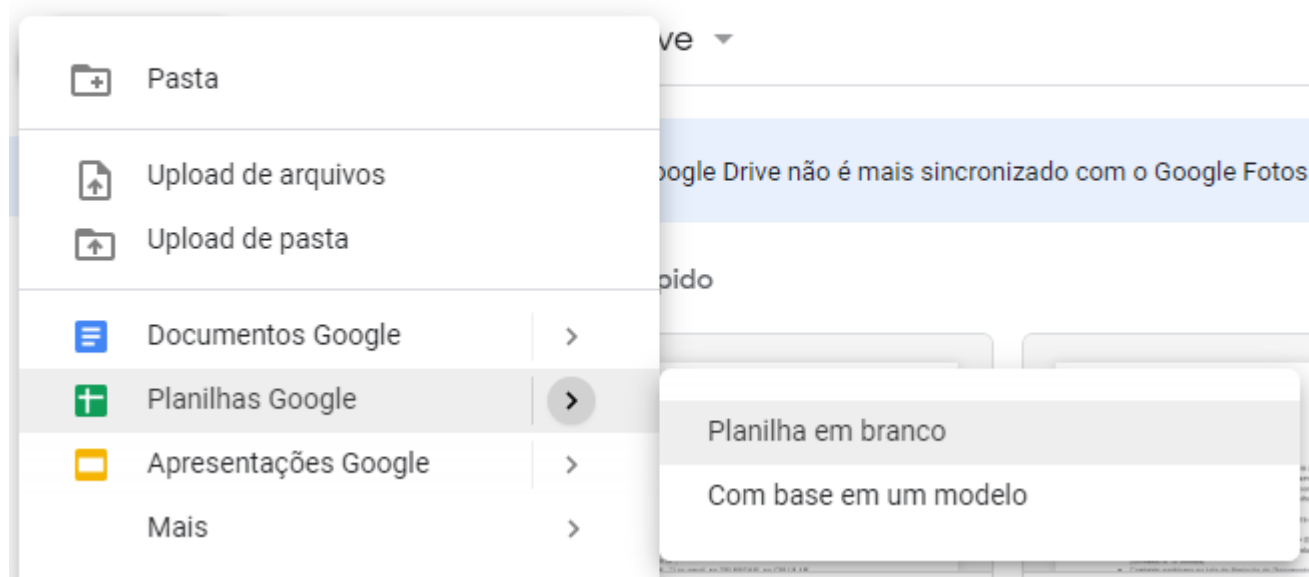 ve
Pasta
Upload de arquivos
oogle Drive não é mais sincronizado com o Google Fotos
Upload de pasta
pido
Documentos Google
Planilhas Google
Planilha em branco
Apresentações Google
Com base em um modelo
Mais